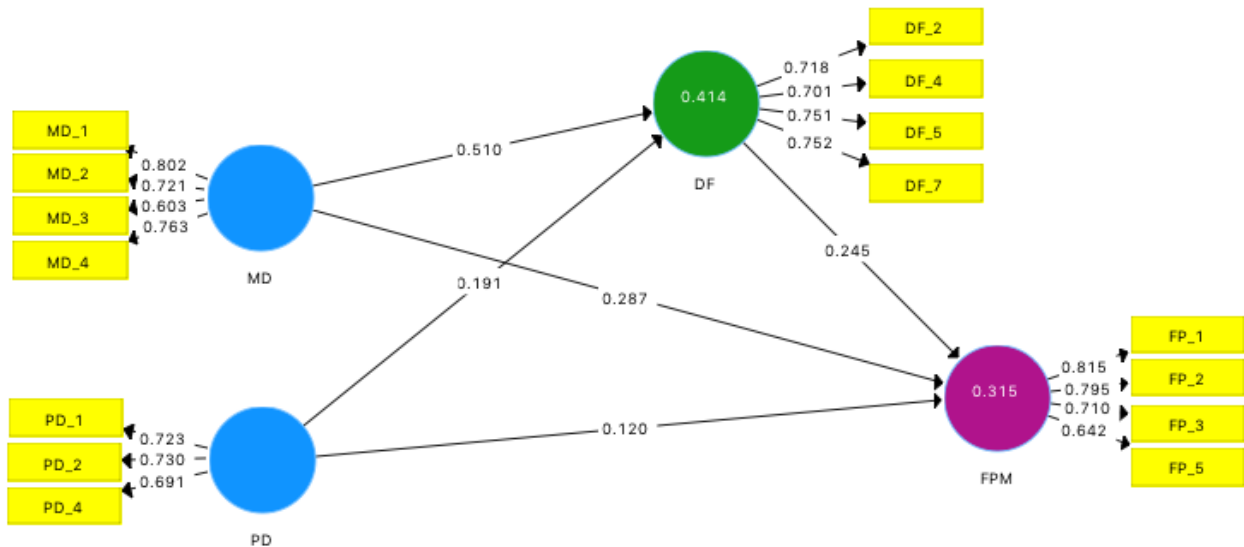 DF_2
0.718
DF_4
0.414
0.701
0.751
DF_5
0.752
DF_7
DF
MD_1
0.802
MD_2
0.721
0.603
MD_3
0.763
MD_4
MD
0.510
0.245
0.191
0.287
FP_1
0.815
FP_2
0.795
0.315
0.710
FP_3
0.642
FP_5
FPM
PD_1
0.723
0.120
PD_2
0.730
0.691
PD_4
PD